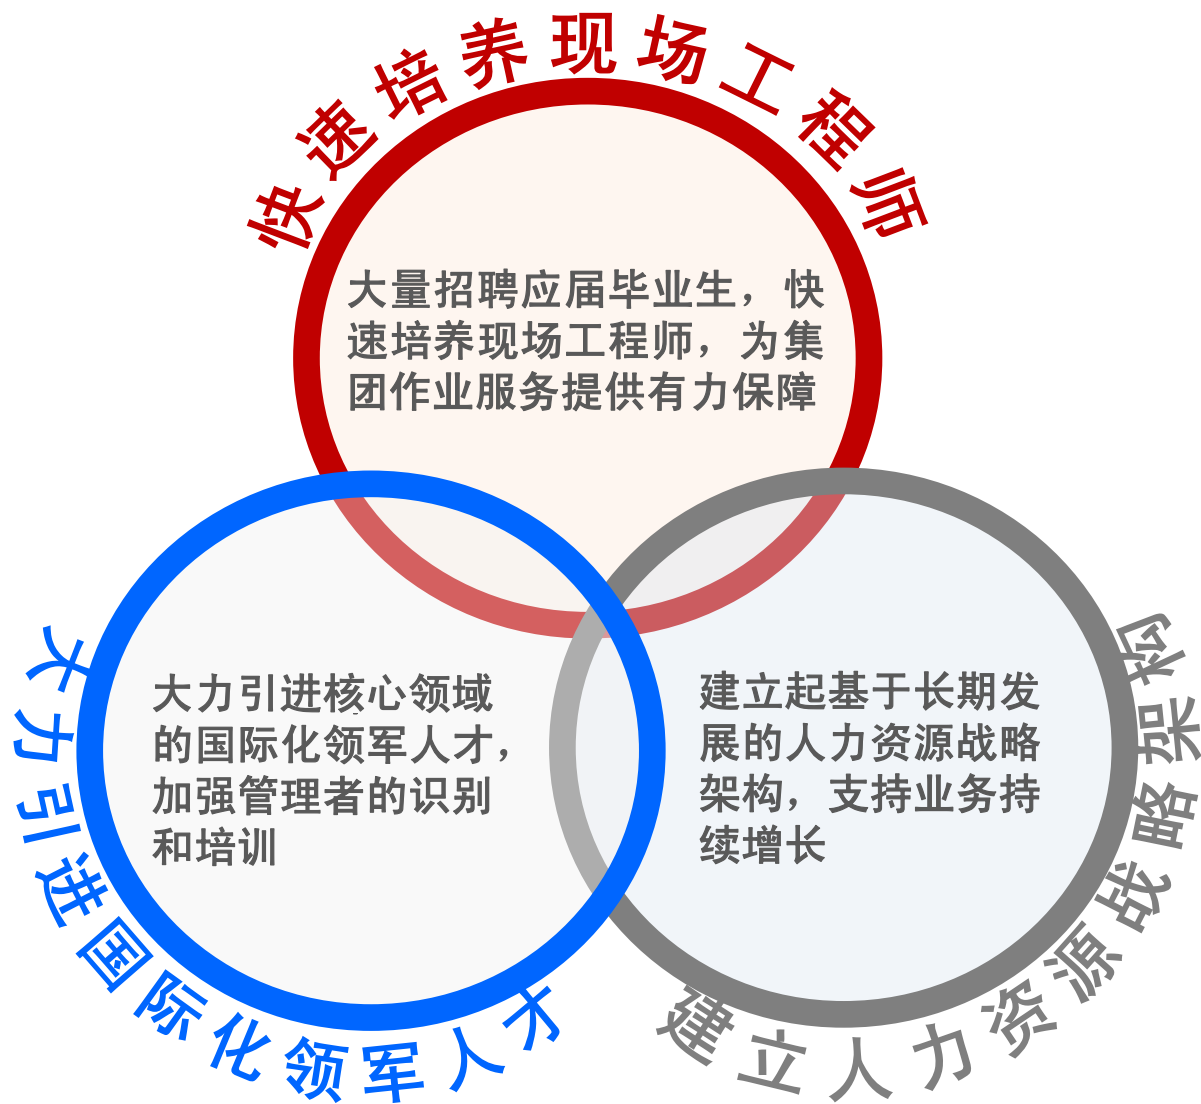 快速培养现场工程师
大量招聘应届毕业生，快
速培养现场工程师，为集
团作业服务提供有力保障
大力引进国际化领军人才
大力引进核心领域
的国际化领军人才，
加强管理者的识别
和培训
建立人力资源战略架构
建立起基于长期发
展的人力资源战略
架构，支持业务持
续增长